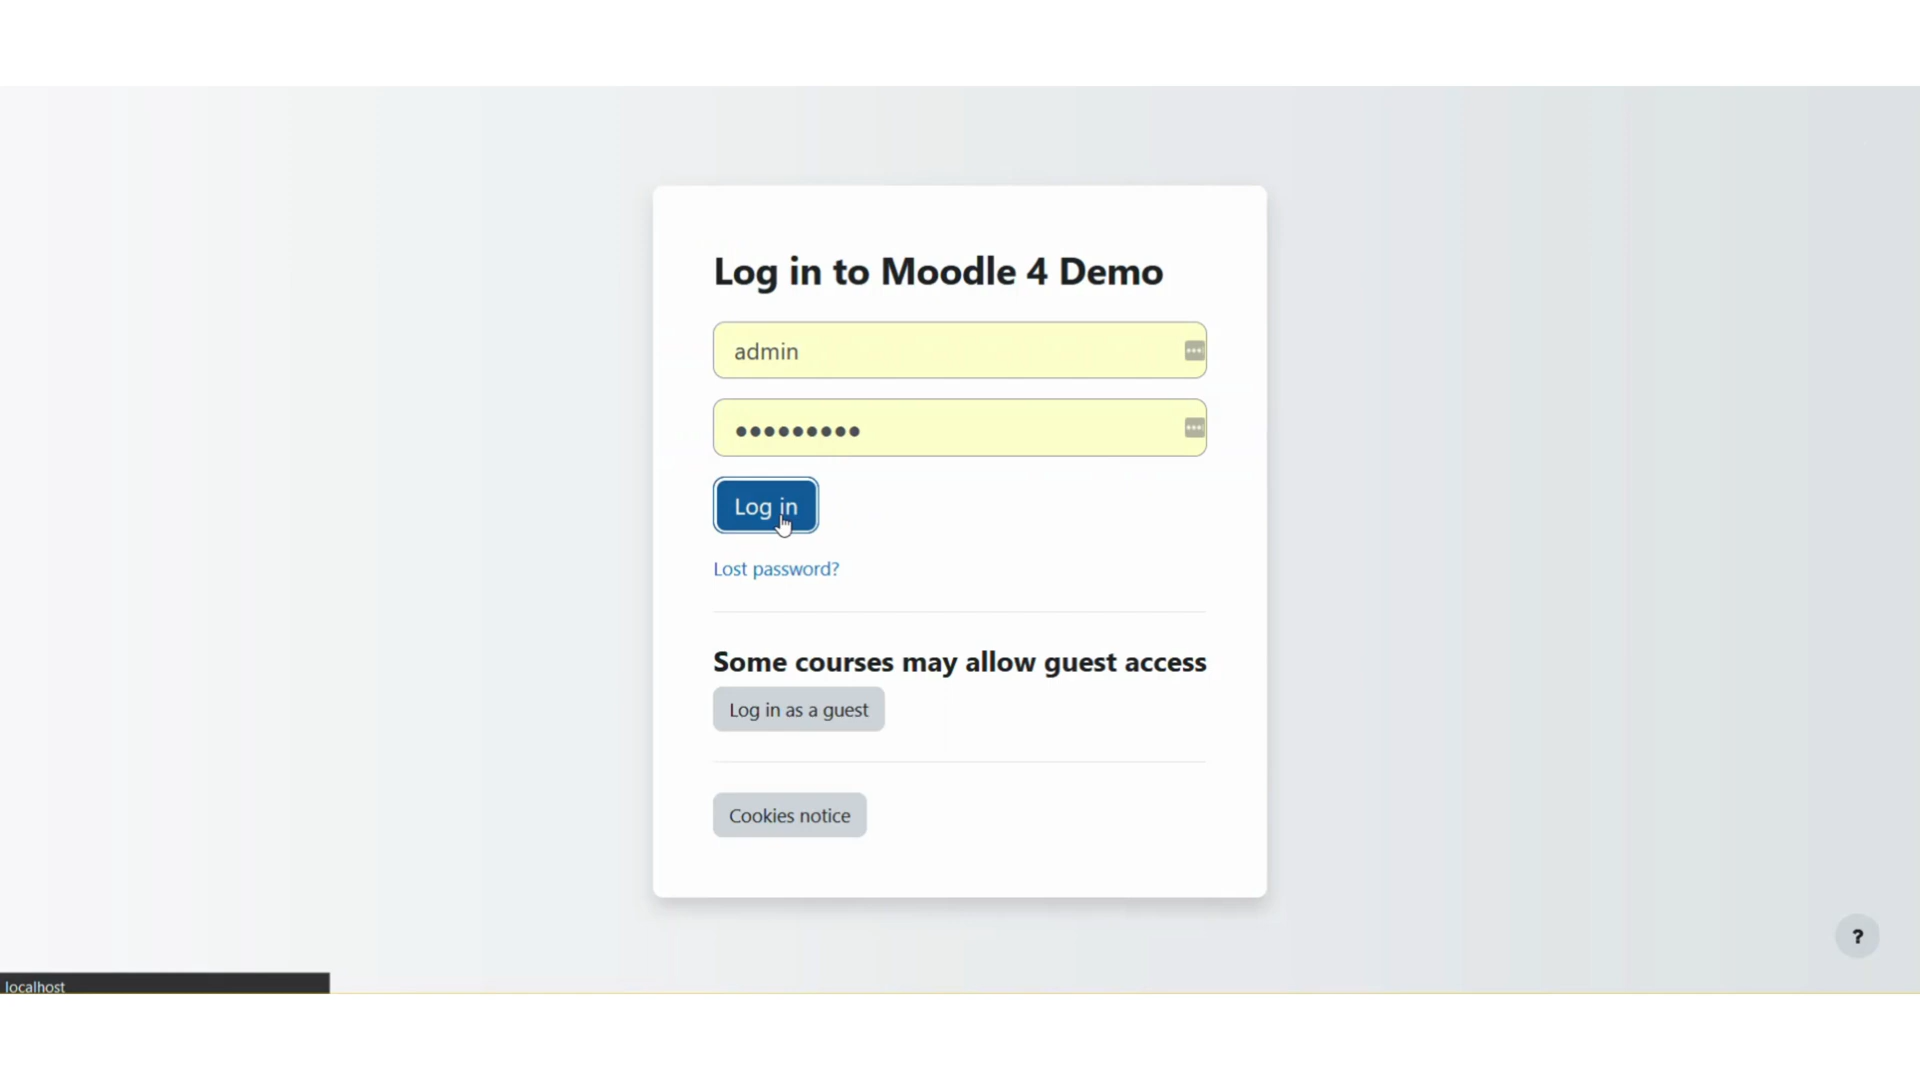 Log in to Moodle 4 Demo
admin
•••••••••
Log in
Lost password?
Some courses may allow guest access
Log in as a guest
Cookies notice
?
localhost